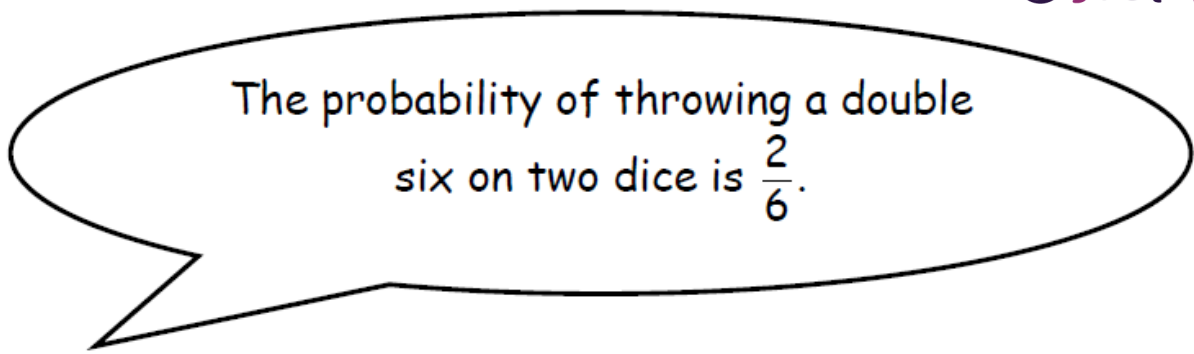 The probability of throwing a double
six on two dice is 2/6.